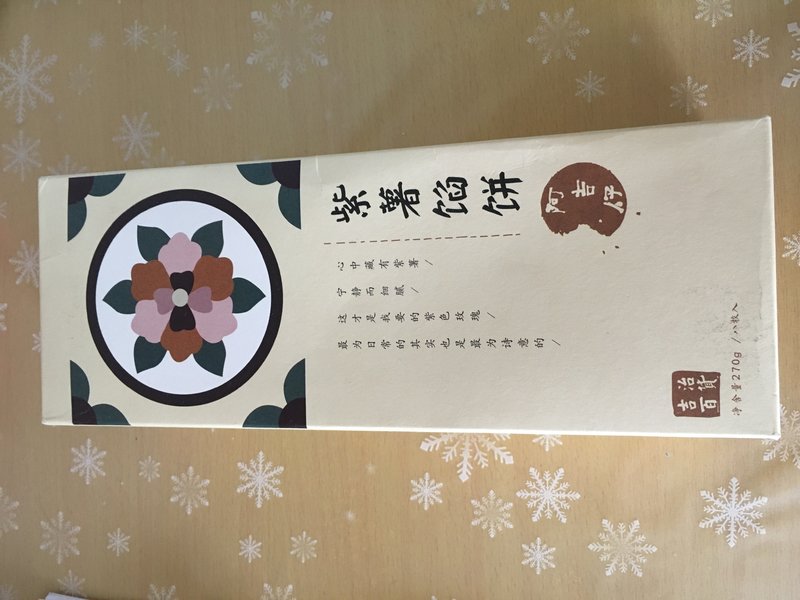 紫薯馅饼
阿吉仔
心中藏有紫薯/
宁静而细腻/
这才是我要的紫色玫瑰/
最为日常的其实也是最为诗意的/
吉治
百货
净含量270g /八枚入